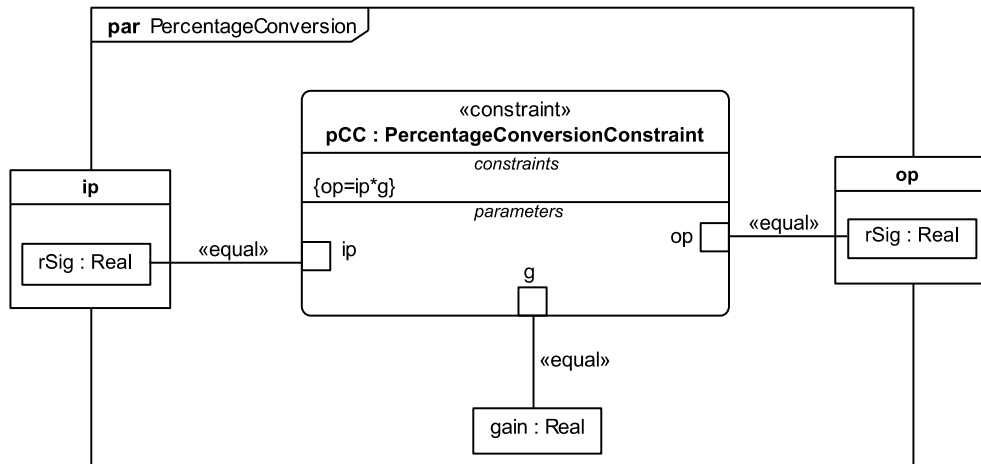 par PercentageConversion
«constraint»
pCC : PercentageConversionConstraint
constraints
{op=ip*g}
parameters
ip
rSig : Real
«equal»
ip
op
«equal»
op
rSig : Real
g
«equal»
gain : Real